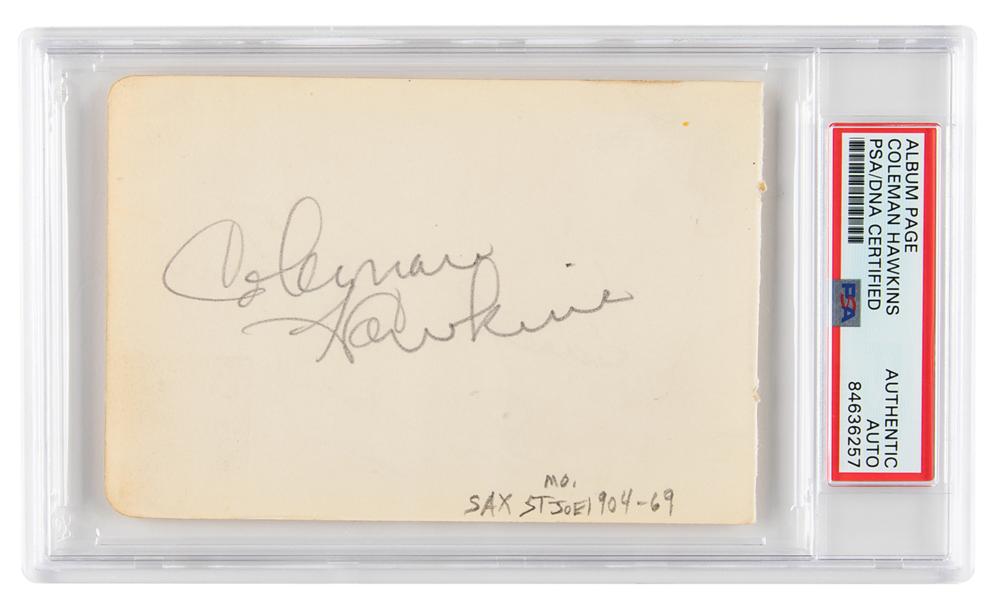 Coleman
Hawkins
MO.
SAX ST JOE 1904-69
ALBUM PAGE
COLEMAN HAWKINS
PSA/DNA CERTIFIED
PSA
AUTHENTIC
AUTO
84636257